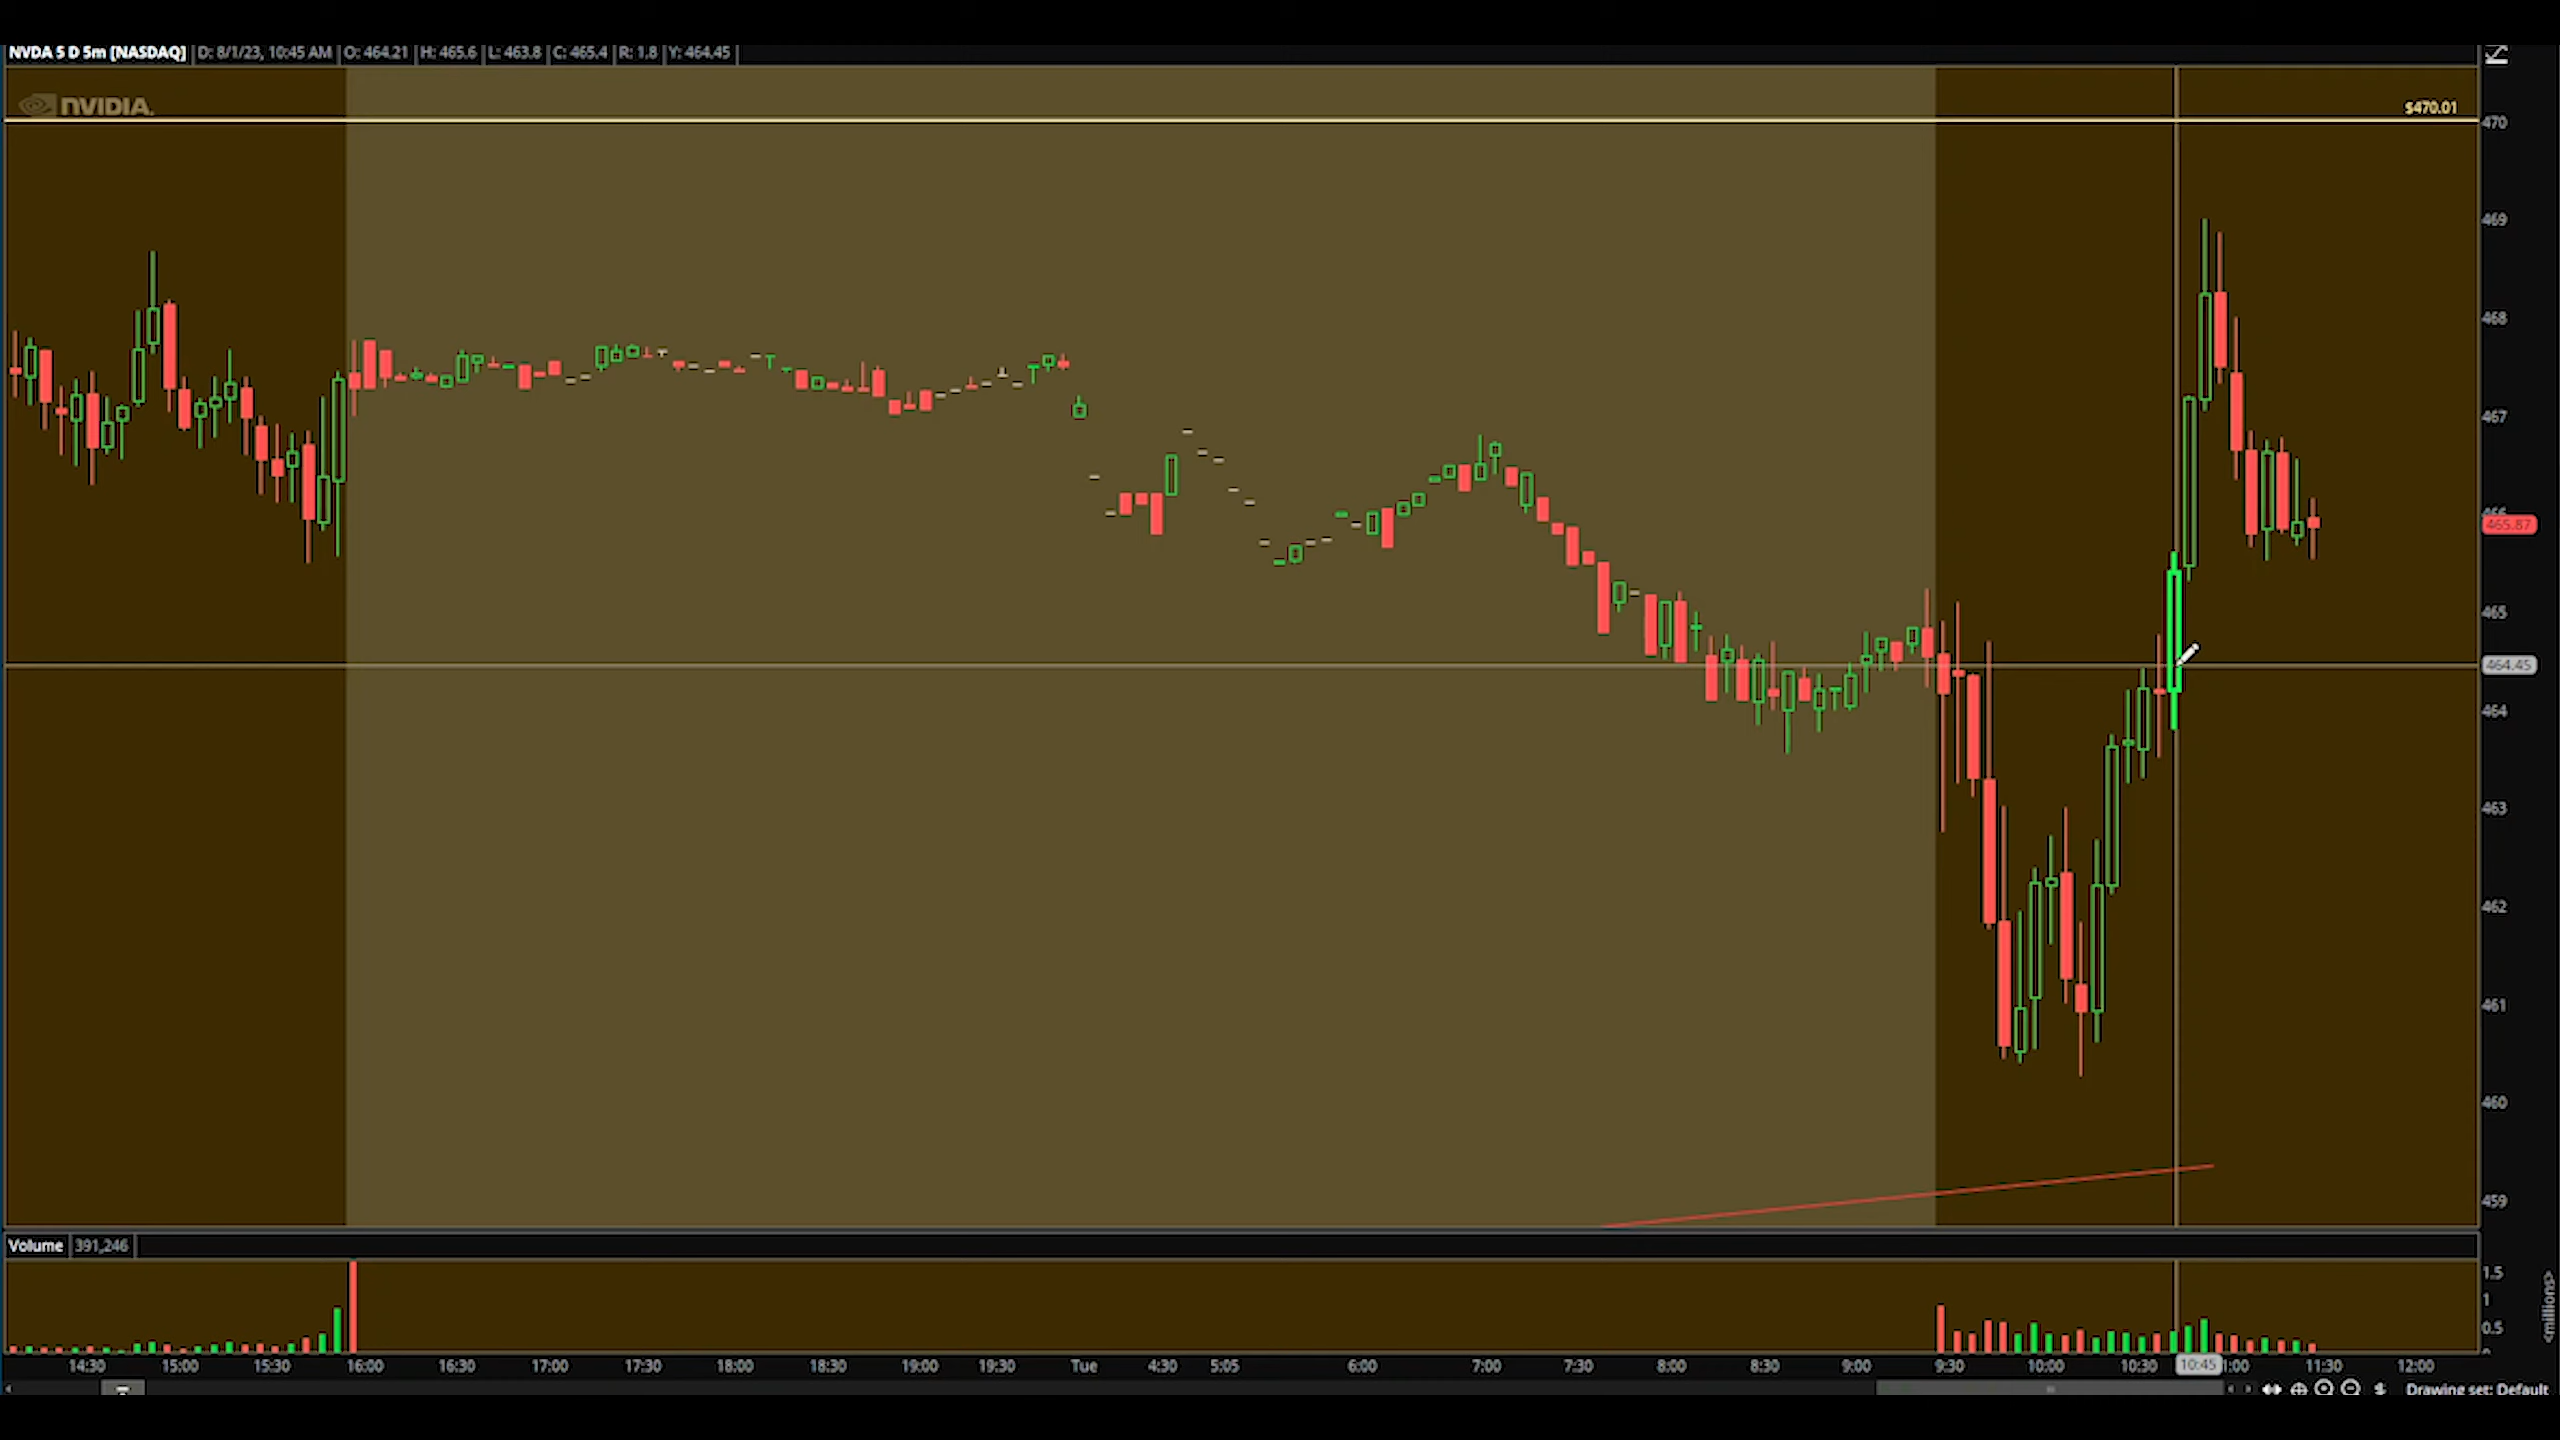 NVDA 5 D 5m [NASDAQ] D: 8/1/23, 10:45 AM O: 464.21 H: 465.6 L: 463.8 C: 465.4 R: 1.8 Y: 464.45
nVIDIA.
$470.01
470
469
468
467
465.87
465
464.45
464
463
462
461
460
459
Volume 391,246
1.5
1
0.5
<millions>
14:30 15:00 15:30 16:00 16:30 17:00 17:30 18:00 18:30 19:00 19:30 Tue 4:30 5:05 6:00 7:00 7:30 8:00 8:30 9:00 9:30 10:00 10:30 10:45 1:00 11:30 12:00
Drawing set: Default